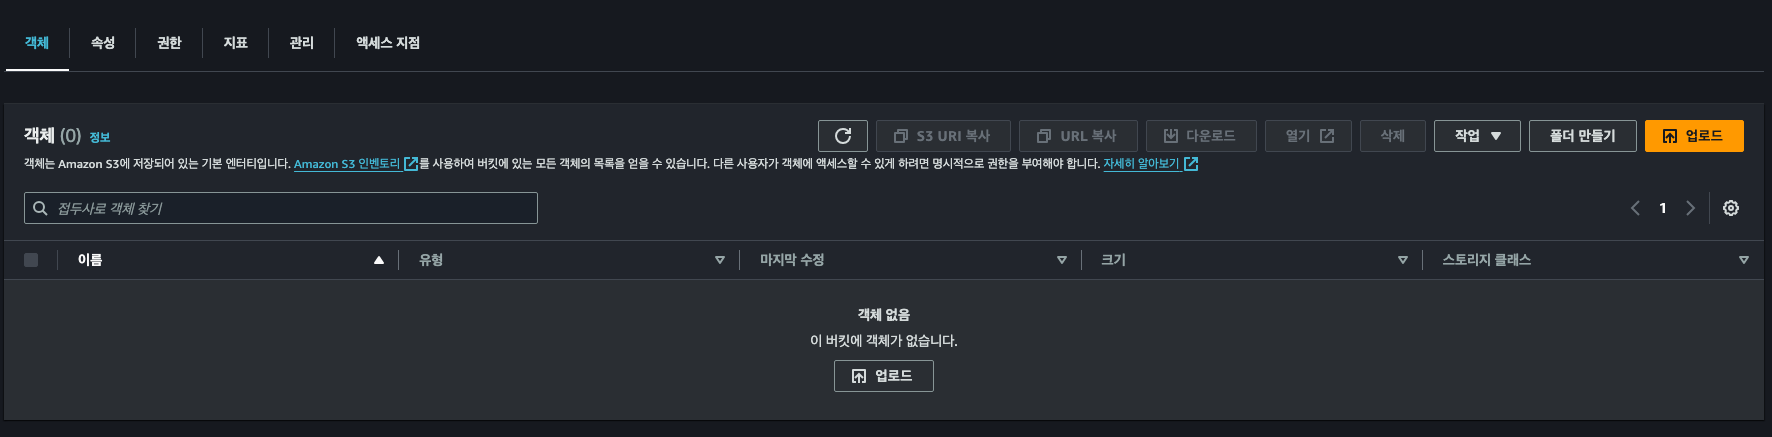 객체 속성 권한 지표 관리 액세스 지점
객체 (0) 정보
S3 URI 복사 URL 복사 다운로드 열기 삭제 작업 폴더 만들기 업로드
객체는 Amazon S3에 저장되어 있는 기본 엔터티입니다. Amazon S3 인벤토리를 사용하여 버킷에 있는 모든 객체의 목록을 얻을 수 있습니다. 다른 사용자가 객체에 액세스할 수 있게 하려면 명시적으로 권한을 부여해야 합니다. 자세히 알아보기
접두사로 객체 찾기 1
이름 유형 마지막 수정 크기 스토리지 클래스
객체 없음
이 버킷에 객체가 없습니다.
업로드